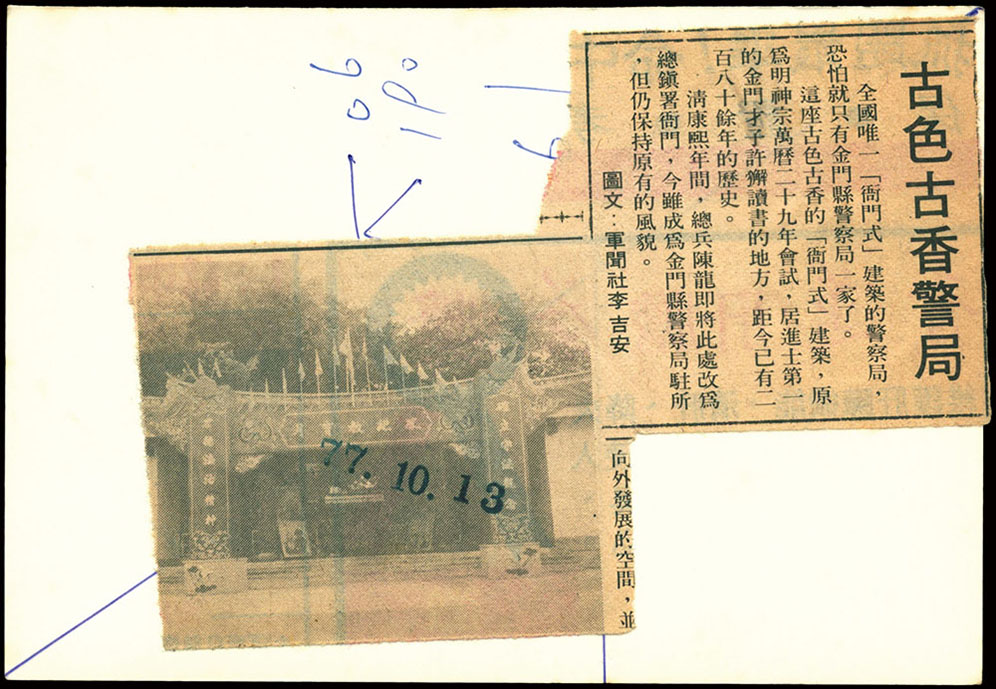 古色古香警局
全國唯一「衙門式」建築的警察局，
恐怕就只有金門縣警察局一家了。
這座古色古香的「衙門式」建築，原
爲明神宗萬曆二十九年會試，居進士第一
的金門才子許獬讀書的地方，距今已有二
百八十餘年的歷史。
清康熙年間，總兵陳龍即將此處改爲
總鎭署衙門，今雖成爲金門縣警察局駐所
，但仍保持原有的風貌。
圖文：軍聞社李吉安
向外發展的空間，並
77.10.13